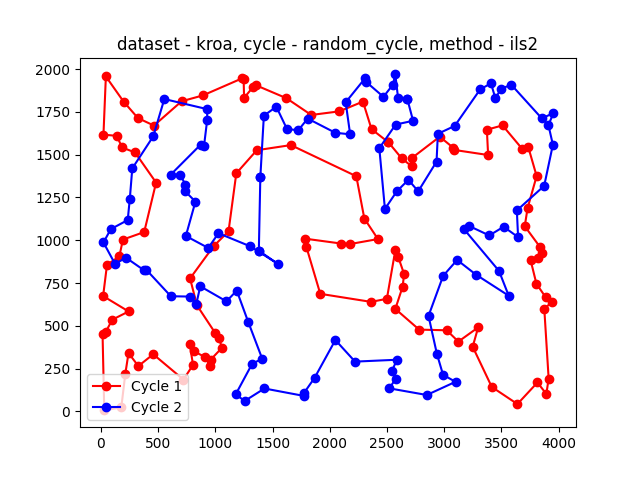 dataset - kroa, cycle - random_cycle, method - ils2
2000
1750
1500
1250
1000
750
500
250
0
Cycle 1
Cycle 2
0 500 1000 1500 2000 2500 3000 3500 4000